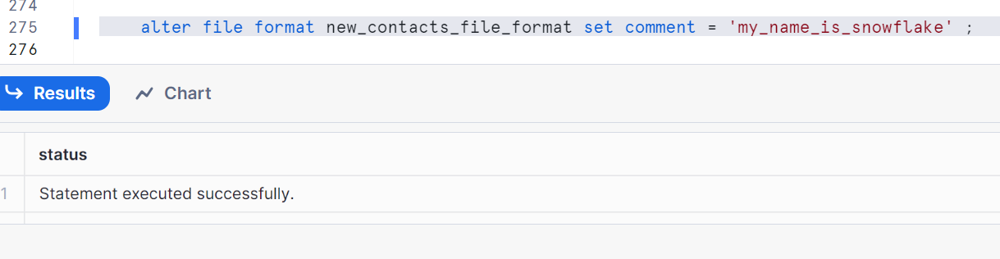 274
275 alter file format new_contacts_file_format set comment = 'my_name_is_snowflake' ;
276
Results Chart
status
1 Statement executed successfully.